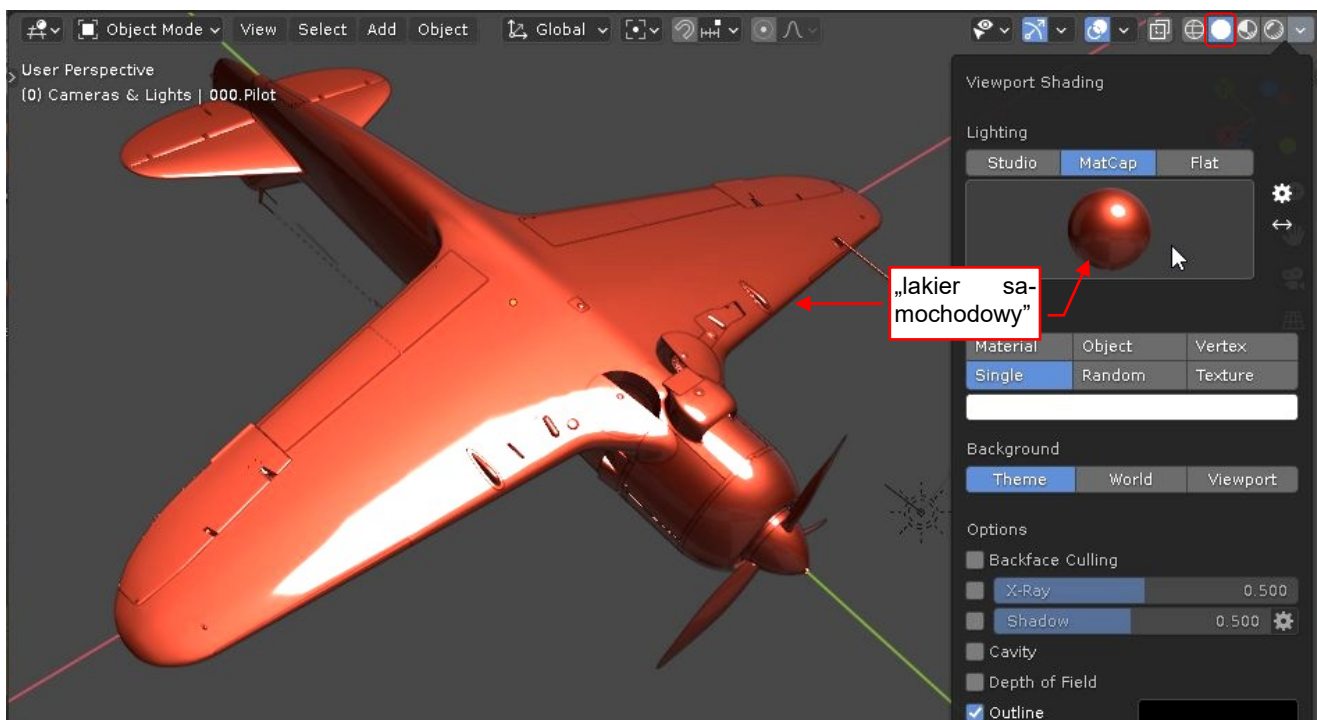 Object Mode View Select Add Object Global
User Perspective
(0) Cameras & Lights | 000.Pilot
Viewport Shading
Lighting
Studio MatCap Flat
„lakier sa-
mochodowy”
Material Object Vertex
Single Random Texture
Background
Theme World Viewport
Options
Backface Culling
X-Ray 0.500
Shadow 0.500
Cavity
Depth of Field
Outline